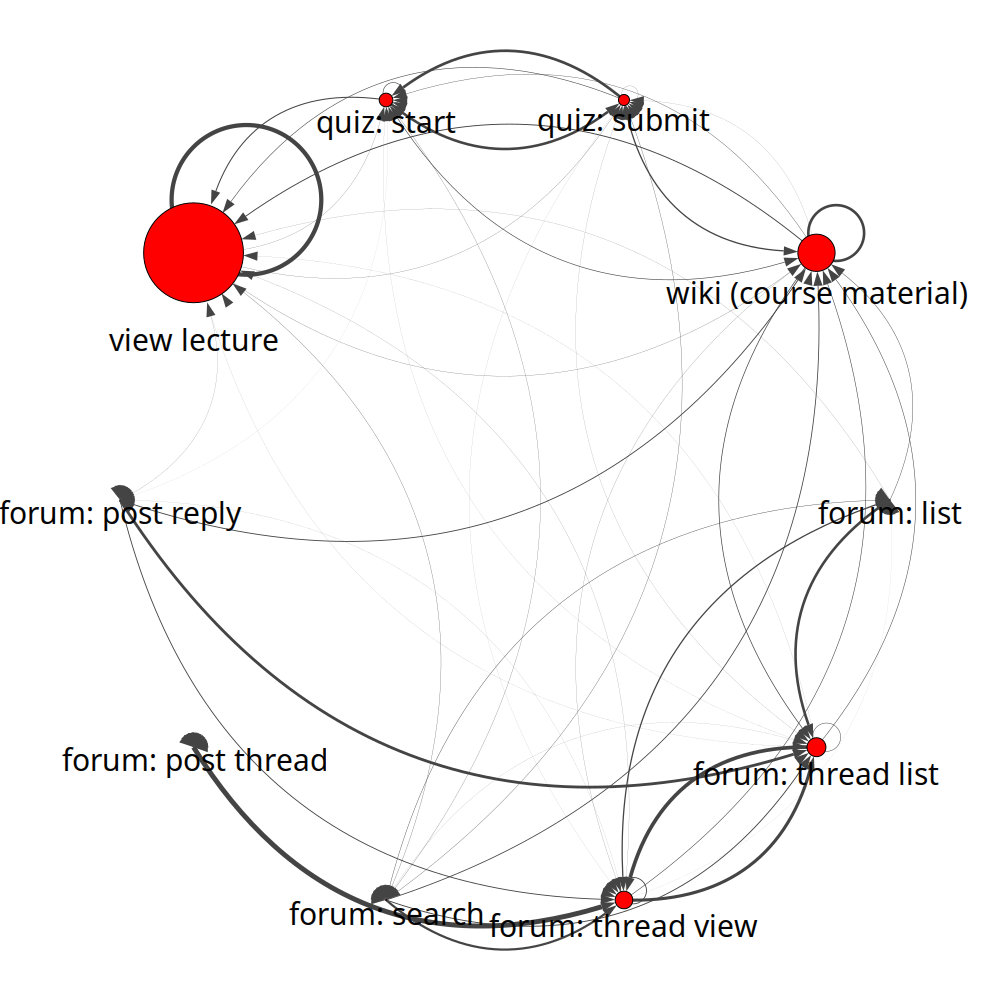 quiz: start
quiz: submit
wiki (course material)
view lecture
forum: post reply
forum: list
forum: post thread
forum: thread list
forum: search
forum: thread view